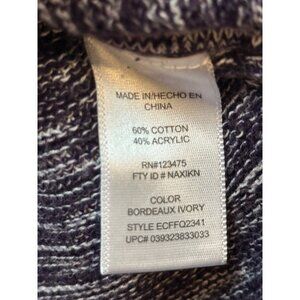 MADE IN/HECHO EN
CHINA
60% COTTON
40% ACRYLIC
RN#123475
FTY ID # NAXIKN
COLOR
BORDEAUX IVORY
STYLE ECFFQ2341
UPC# 039323833033